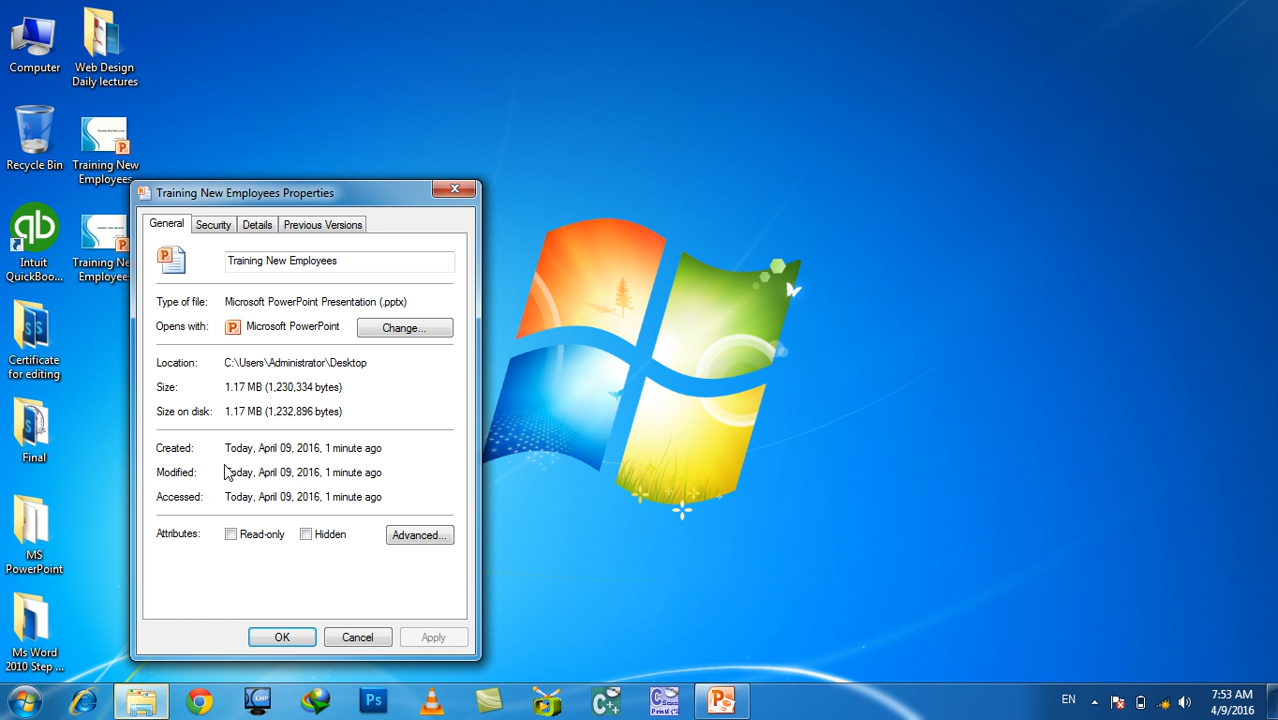 Computer
Web Design
Daily lectures
Recycle Bin
Training New
Employees
Intuit
QuickBoo...
Training Ne
Employees
Certificate
for editing
Final
MS
PowerPoint
Ms Word
2010 Step ...
Training New Employees Properties
General
Security
Details
Previous Versions
Training New Employees
Type of file: Microsoft PowerPoint Presentation (.pptx)
Opens with: Microsoft PowerPoint Change...
Location: C:\Users\Administrator\Desktop
Size: 1.17 MB (1,230,334 bytes)
Size on disk: 1.17 MB (1,232,896 bytes)
Created: Today, April 09, 2016, 1 minute ago
Modified: Today, April 09, 2016, 1 minute ago
Accessed: Today, April 09, 2016, 1 minute ago
Attributes: Read-only Hidden Advanced...
OK Cancel Apply
EN
7:53 AM
4/9/2016